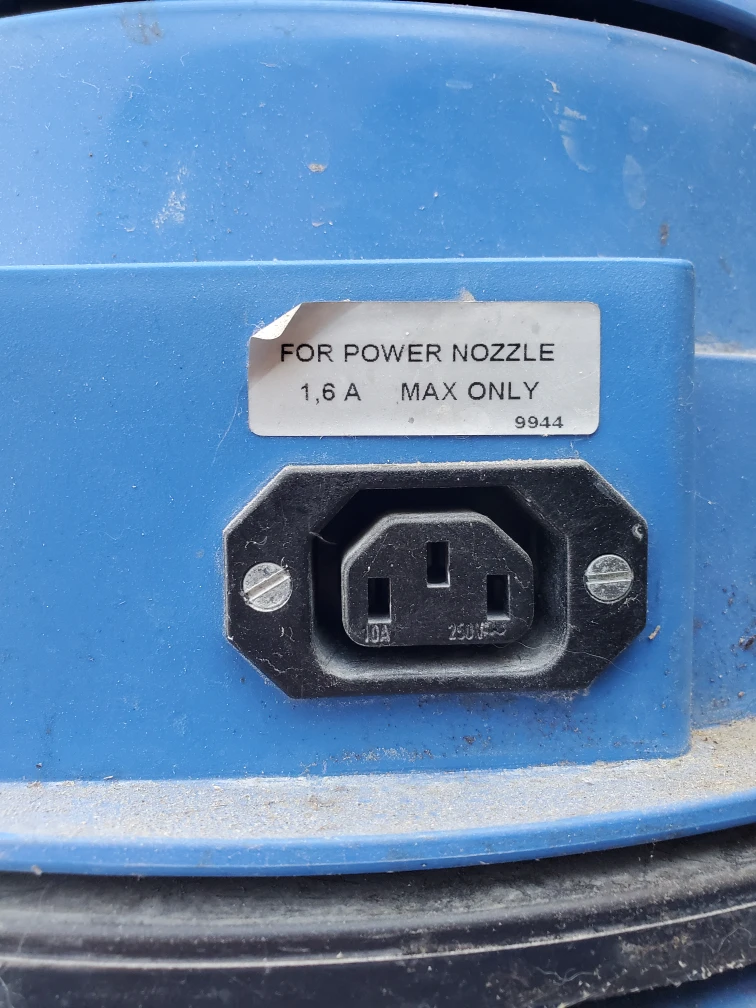 FOR POWER NOZZLE
1,6 A MAX ONLY
9944
10A 250V~